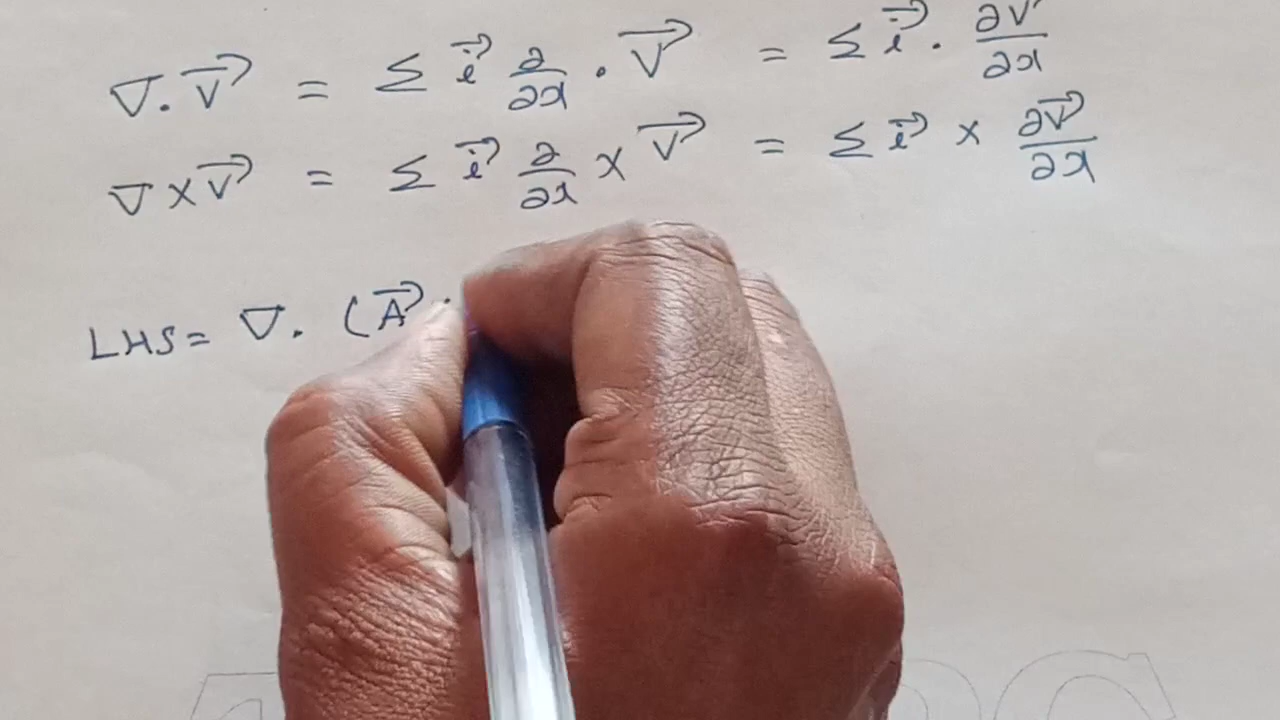 ∇.V⃗ = Σ i⃗ ∂/∂x . V⃗ = Σ i⃗ . ∂V⃗/∂x
∇×V⃗ = Σ i⃗ ∂/∂x × V⃗ = Σ i⃗ × ∂V⃗/∂x
LHS = ∇. (A⃗